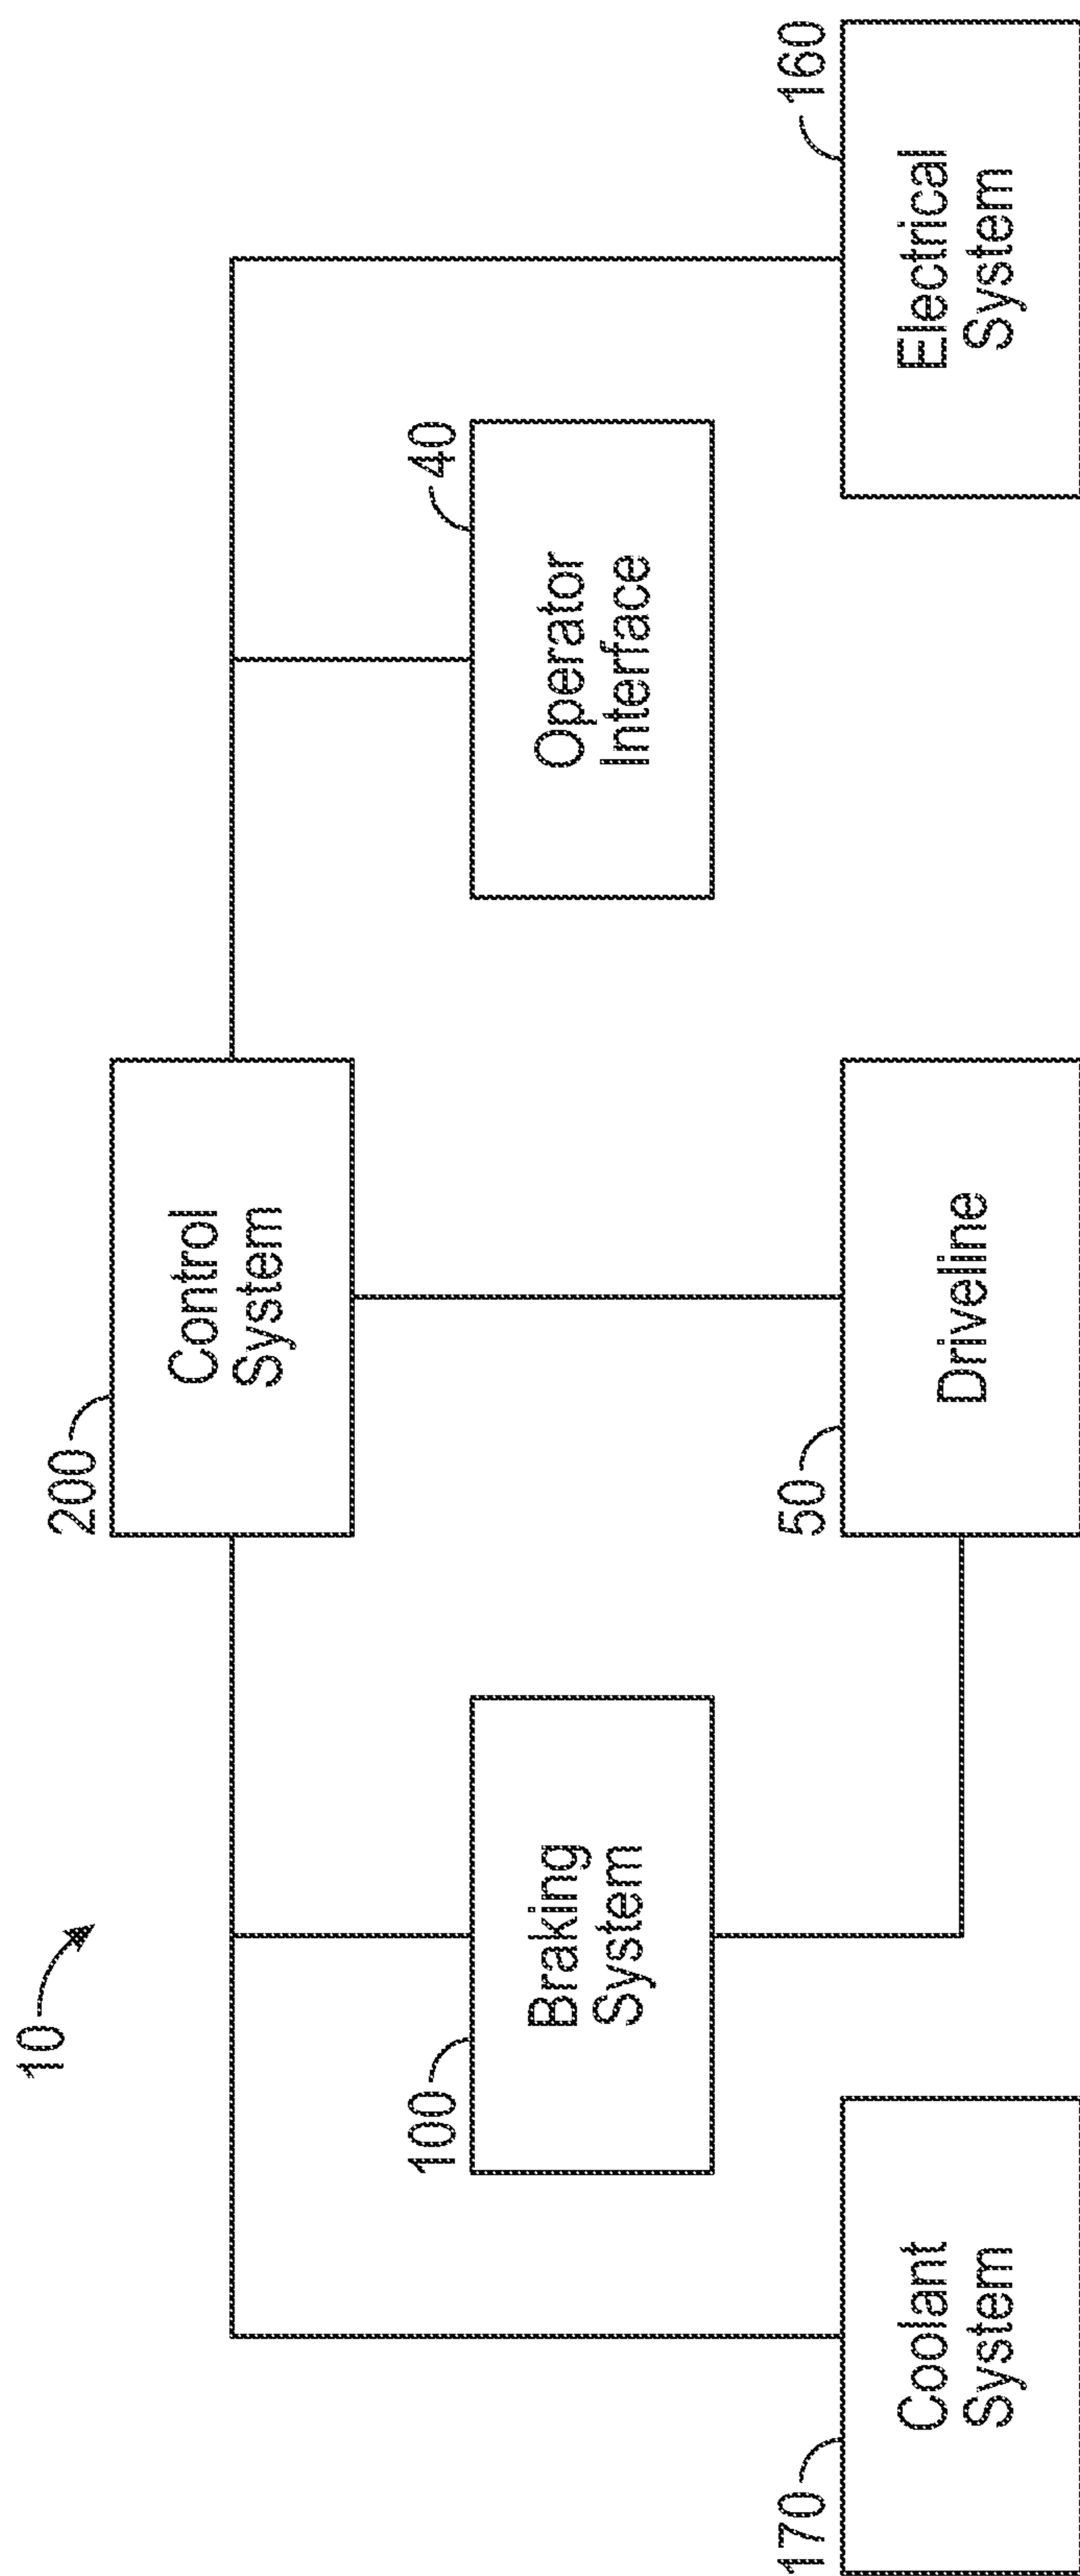 10
200
Control
System
100
Braking
System
40
Operator
Interface
170
Coolant
System
50
Driveline
160
Electrical
System